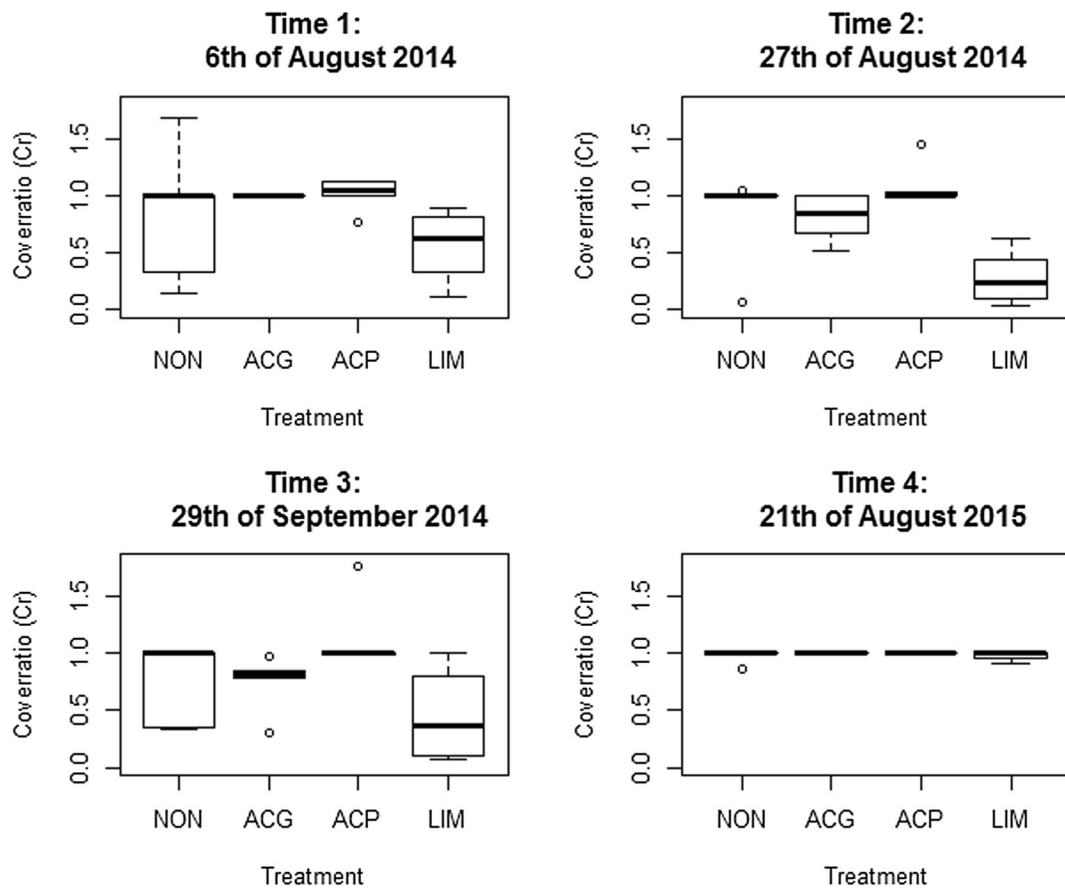 Time 1:
6th of August 2014
Coverratio (Cr)
1.5
1.0
0.5
0.0
NON ACG ACP LIM
Treatment
Time 2:
27th of August 2014
Coverratio (Cr)
1.5
1.0
0.5
0.0
NON ACG ACP LIM
Treatment
Time 3:
29th of September 2014
Coverratio (Cr)
1.5
1.0
0.5
0.0
NON ACG ACP LIM
Treatment
Time 4:
21th of August 2015
Coverratio (Cr)
1.5
1.0
0.5
0.0
NON ACG ACP LIM
Treatment